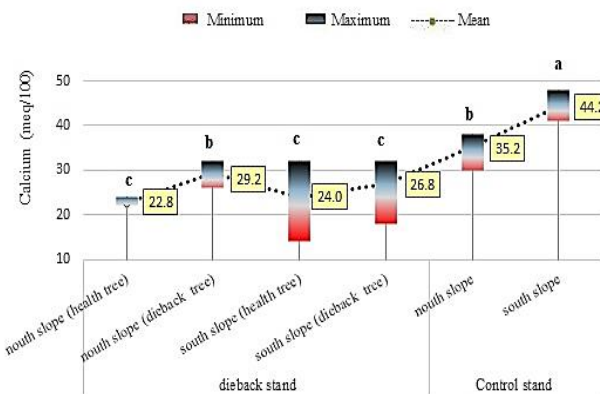 Minimum Maximum Mean
Calcium (meq/100)
50
40
30
20
10
c
b
c
c
b
a
22.8
29.2
24.0
26.8
35.2
44.2
nouth slope (health tree)
nouth slope (dieback tree)
south slope (health tree)
south slope (dieback tree)
nouth slope
south slope
dieback stand
Control stand